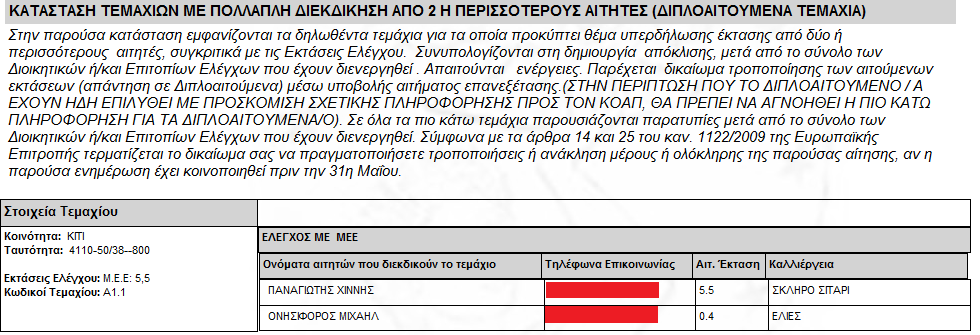 ΚΑΤΑΣΤΑΣΗ ΤΕΜΑΧΙΩΝ ΜΕ ΠΟΛΛΑΠΛΗ ΔΙΕΚΔΙΚΗΣΗ ΑΠΟ 2 Η ΠΕΡΙΣΣΟΤΕΡΟΥΣ ΑΙΤΗΤΕΣ (ΔΙΠΛΟΑΙΤΟΥΜΕΝΑ ΤΕΜΑΧΙΑ)
Στην παρούσα κατάσταση εμφανίζονται τα δηλωθέντα τεμάχια για τα οποία προκύπτει θέμα υπερδήλωσης έκτασης από δύο ή
περισσότερους αιτητές, συγκριτικά με τις Εκτάσεις Ελέγχου. Συνυπολογίζονται στη δημιουργία απόκλισης, μετά από το σύνολο των
Διοικητικών ή/και Επιτοπίων Ελέγχων που έχουν διενεργηθεί . Απαιτούνται ενέργειες. Παρέχεται δικαίωμα τροποποίησης των αιτούμενων
εκτάσεων (απάντηση σε Διπλοαιτούμενα) μέσω υποβολής αιτήματος επανεξέτασης.(ΣΤΗΝ ΠΕΡΙΠΤΩΣΗ ΠΟΥ ΤΟ ΔΙΠΛΟΑΙΤΟΥΜΕΝΟ / Α
ΕΧΟΥΝ ΗΔΗ ΕΠΙΛΥΘΕΙ ΜΕ ΠΡΟΣΚΟΜΙΣΗ ΣΧΕΤΙΚΗΣ ΠΛΗΡΟΦΟΡΗΣΗΣ ΠΡΟΣ ΤΟΝ ΚΟΑΠ, ΘΑ ΠΡΕΠΕΙ ΝΑ ΑΓΝΟΗΘΕΙ Η ΠΙΟ ΚΑΤΩ
ΠΛΗΡΟΦΟΡΗΣΗ ΓΙΑ ΤΑ ΔΙΠΛΟΑΙΤΟΥΜΕΝΑ/Ο). Σε όλα τα πιο κάτω τεμάχια παρουσιάζονται παρατυπίες μετά από το σύνολο των
Διοικητικών ή/και Επιτοπίων Ελέγχων που έχουν διενεργηθεί. Σύμφωνα με τα άρθρα 14 και 25 του καν. 1122/2009 της Ευρωπαϊκής
Επιτροπής τερματίζεται το δικαίωμα σας να πραγματοποιήσετε τροποποιήσεις ή ανάκληση μέρους ή ολόκληρης της παρούσας αίτησης, αν η
παρούσα ενημέρωση έχει κοινοποιηθεί πριν την 31η Μαΐου.
Στοιχεία Τεμαχίου
Κοινότητα: ΚΙΤΙ
Ταυτότητα: 4110-50/38--800
Εκτάσεις Ελέγχου: Μ.Ε.Ε: 5,5
Κωδικοί Τεμαχίου: Α1.1
ΕΛΕΓΧΟΣ ΜΕ ΜΕΕ
Ονόματα αιτητών που διεκδικούν το τεμάχιο Τηλέφωνα Επικοινωνίας Αιτ. Έκταση Καλλιέργεια
ΠΑΝΑΓΙΩΤΗΣ ΧΙΝΝΗΣ 5.5 ΣΚΛΗΡΟ ΣΙΤΑΡΙ
ΟΝΗΣΙΦΟΡΟΣ ΜΙΧΑΗΛ 0.4 ΕΛΙΕΣ